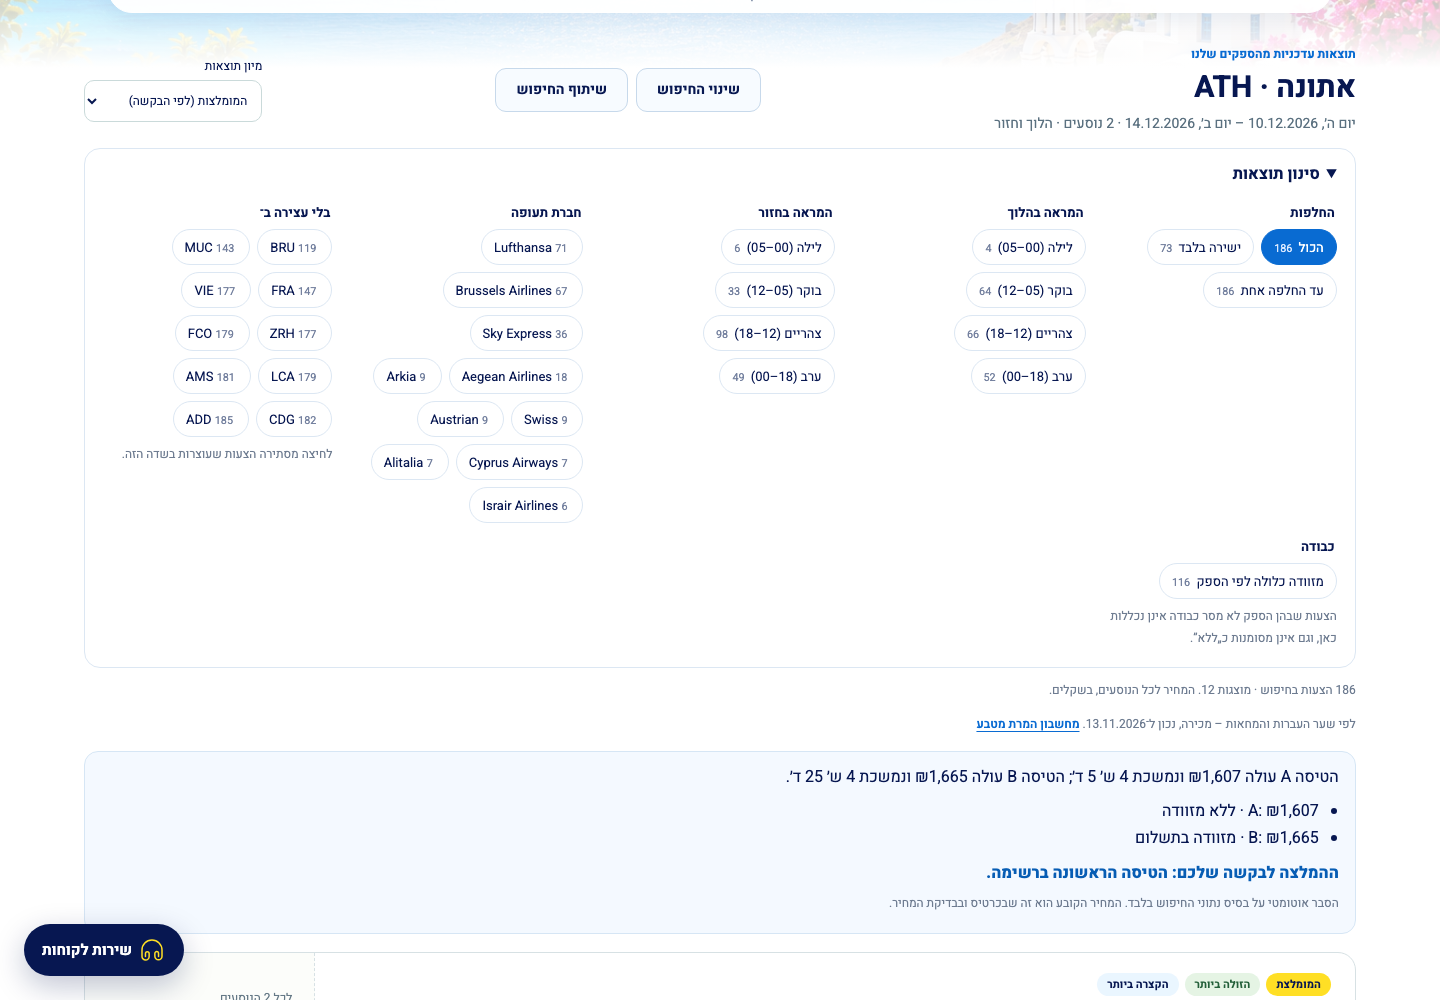 תוצאות עדכניות מהספקים שלנו
אתונה · ATH
יום ה׳, 10.12.2026 – יום ב׳, 14.12.2026 · 2 נוסעים · הלוך וחזור
שינוי החיפוש
שיתוף החיפוש
מיון תוצאות
המומלצות (לפי הבקשה)
▼ סינון תוצאות
החלפות
הכול 186
ישירה בלבד 73
עד החלפה אחת 186
המראה בהלוך
לילה (00–05) 4
בוקר (05–12) 64
צהריים (12–18) 66
ערב (18–00) 52
המראה בחזור
לילה (00–05) 6
בוקר (05–12) 33
צהריים (12–18) 98
ערב (18–00) 49
חברת תעופה
Lufthansa 71
Brussels Airlines 67
Sky Express 36
Aegean Airlines 18
Arkia 9
Swiss 9
Austrian 9
Cyprus Airways 7
Alitalia 7
Israir Airlines 6
בלי עצירה ב־
BRU 119
MUC 143
FRA 147
VIE 177
ZRH 177
FCO 179
LCA 179
AMS 181
CDG 182
ADD 185
לחיצה מסתירה הצעות שעוצרות בשדה הזה.
כבודה
מזוודה כלולה לפי הספק 116
הצעות שבהן הספק לא מסר כבודה אינן נכללות
כאן, וגם אינן מסומנות כ„ללא”.
186 הצעות בחיפוש · מוצגות 12. המחיר לכל הנוסעים, בשקלים.
לפי שער העברות והמחאות – מכירה, נכון ל־13.11.2026. מחשבון המרת מטבע
הטיסה A עולה ₪1,607 ונמשכת 4 ש׳ 5 ד׳; הטיסה B עולה ₪1,665 ונמשכת 4 ש׳ 25 ד׳.
• A: ₪1,607 · ללא מזוודה
• B: ₪1,665 · מזוודה בתשלום
ההמלצה לבקשה שלכם: הטיסה הראשונה ברשימה.
הסבר אוטומטי על בסיס נתוני החיפוש בלבד. המחיר הקובע הוא זה שבכרטיס ובבדיקת המחיר.
המומלצת
הזולה ביותר
הקצרה ביותר
לכל 2 הנוסעים
שירות לקוחות